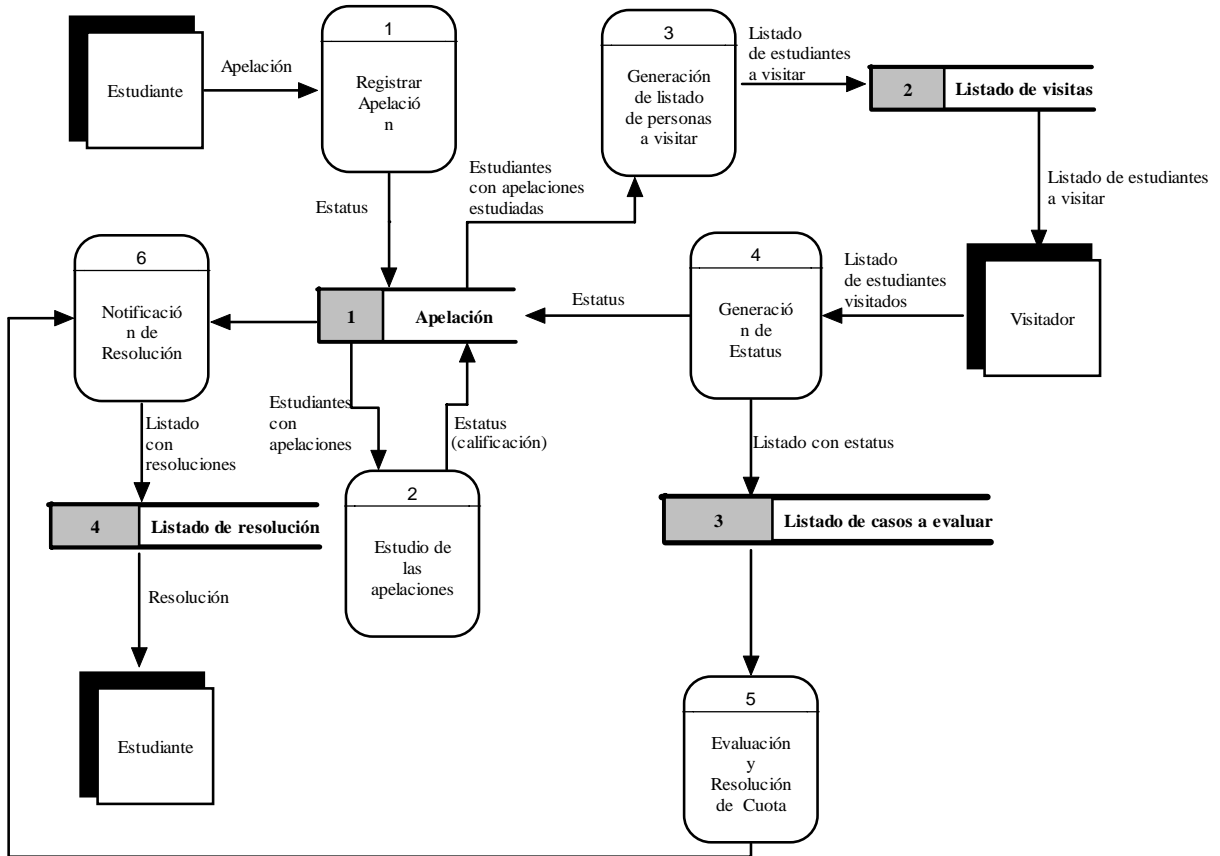 Estudiante
Apelación
1
Registrar
Apelació
n
3
Generación
de listado
de personas
a visitar
Listado
de estudiantes
a visitar
2
Listado de visitas
Estatus
Estudiantes
con apelaciones
estudiadas
Listado de estudiantes
a visitar
6
Notificació
n de
Resolución
1
Apelación
Estatus
4
Generació
n de
Estatus
Listado
de estudiantes
visitados
Visitador
Listado
con
resoluciones
Estudiantes
con
apelaciones
Estatus
(calificación)
Listado con estatus
4
Listado de resolución
2
Estudio de
las
apelaciones
3
Listado de casos a evaluar
Resolución
Estudiante
5
Evaluación
y
Resolución
de Cuota